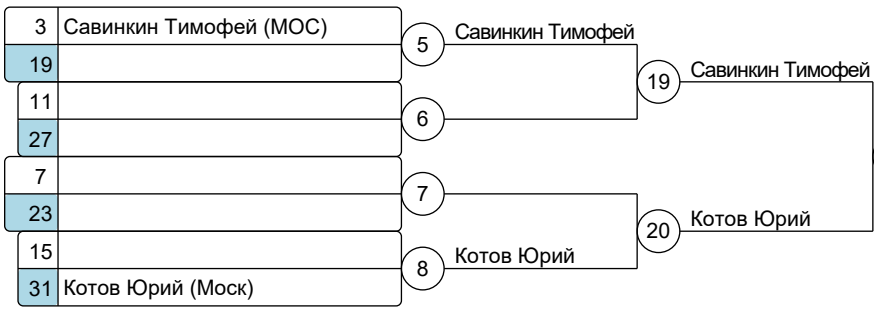 3 Савинкин Тимофей (МОС)
19
5 Савинкин Тимофей
11
27
6
19 Савинкин Тимофей
7
23
7
15
31 Котов Юрий (Моск)
8 Котов Юрий
20 Котов Юрий